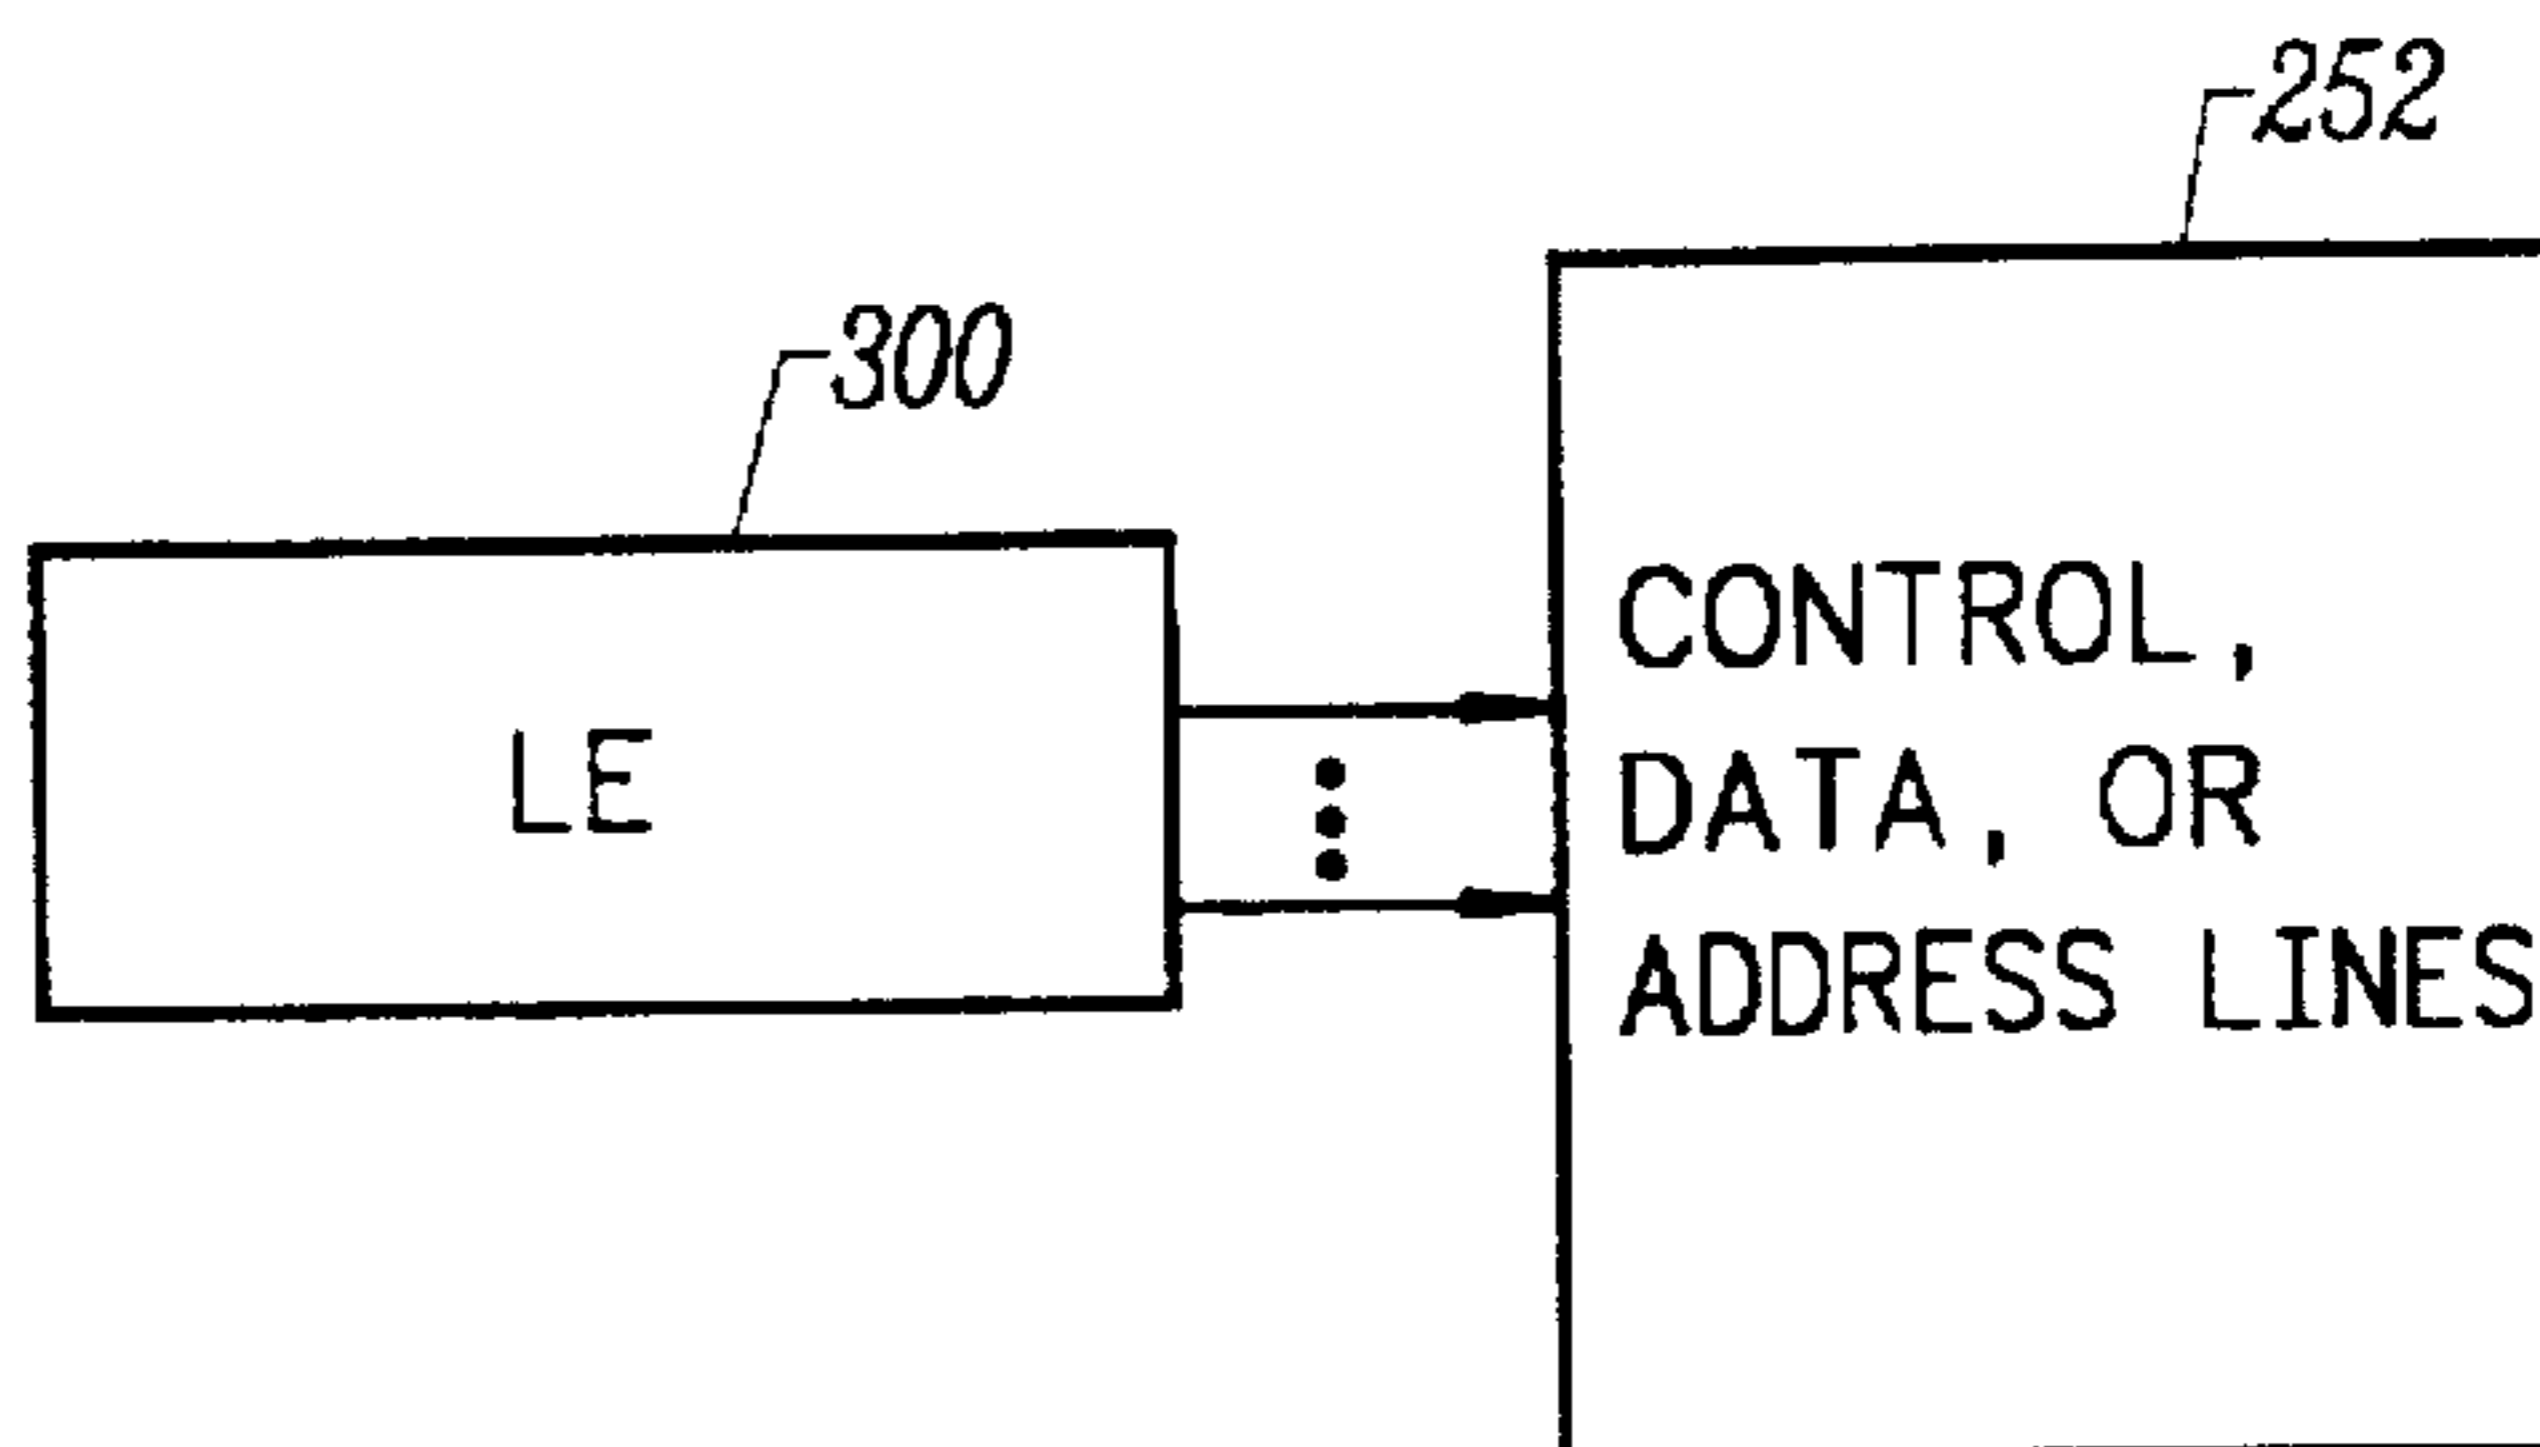 252
300
LE
CONTROL,
DATA, OR
ADDRESS LINES